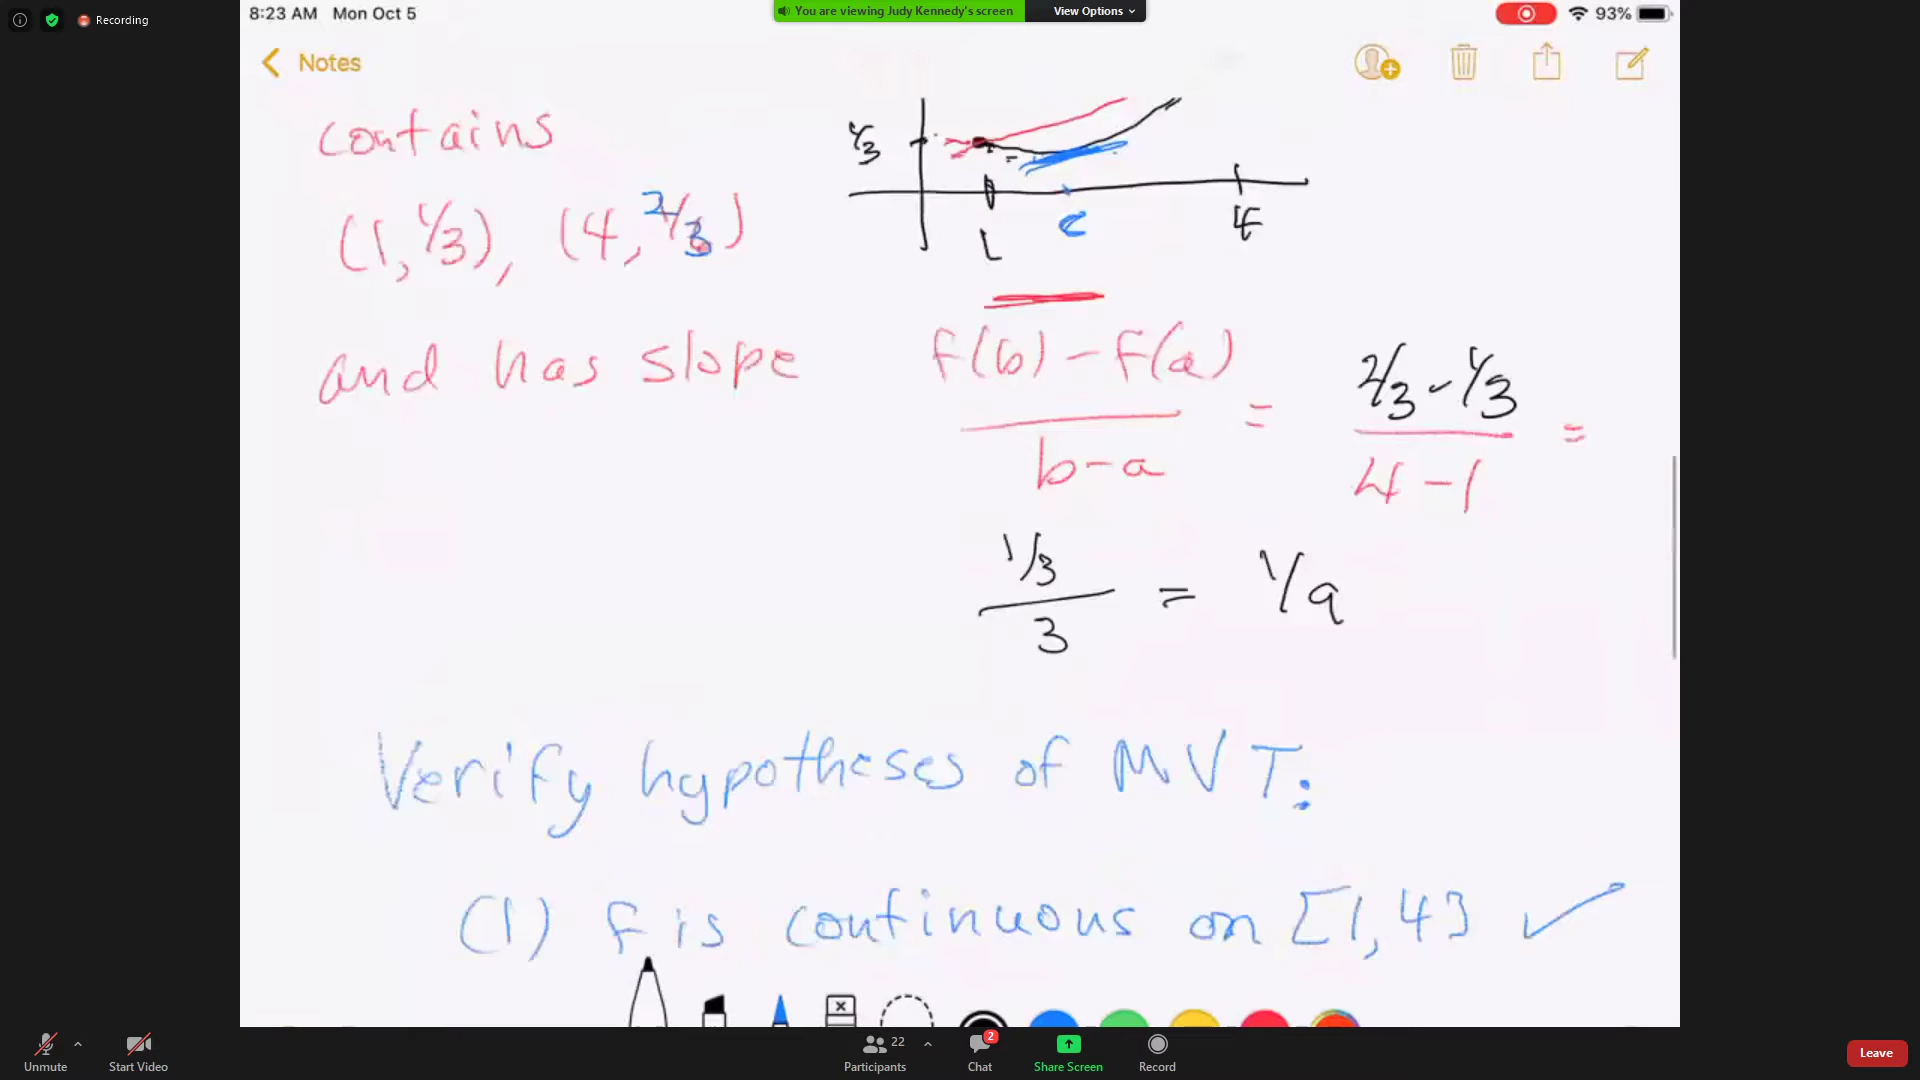 Recording
8:23 AM Mon Oct 5
You are viewing Judy Kennedy's screen
View Options
93%
Notes
contains
(1, 1/3), (4, 2/3)
1/3
1
c
4
and has slope
f(b) - f(a)
b - a
=
2/3 - 1/3
4 - 1
=
1/3
3
= 1/9
Verify hypotheses of MVT:
(1) f is continuous on [1,4] ✓
Unmute
Start Video
22
Participants
2
Chat
Share Screen
Record
Leave